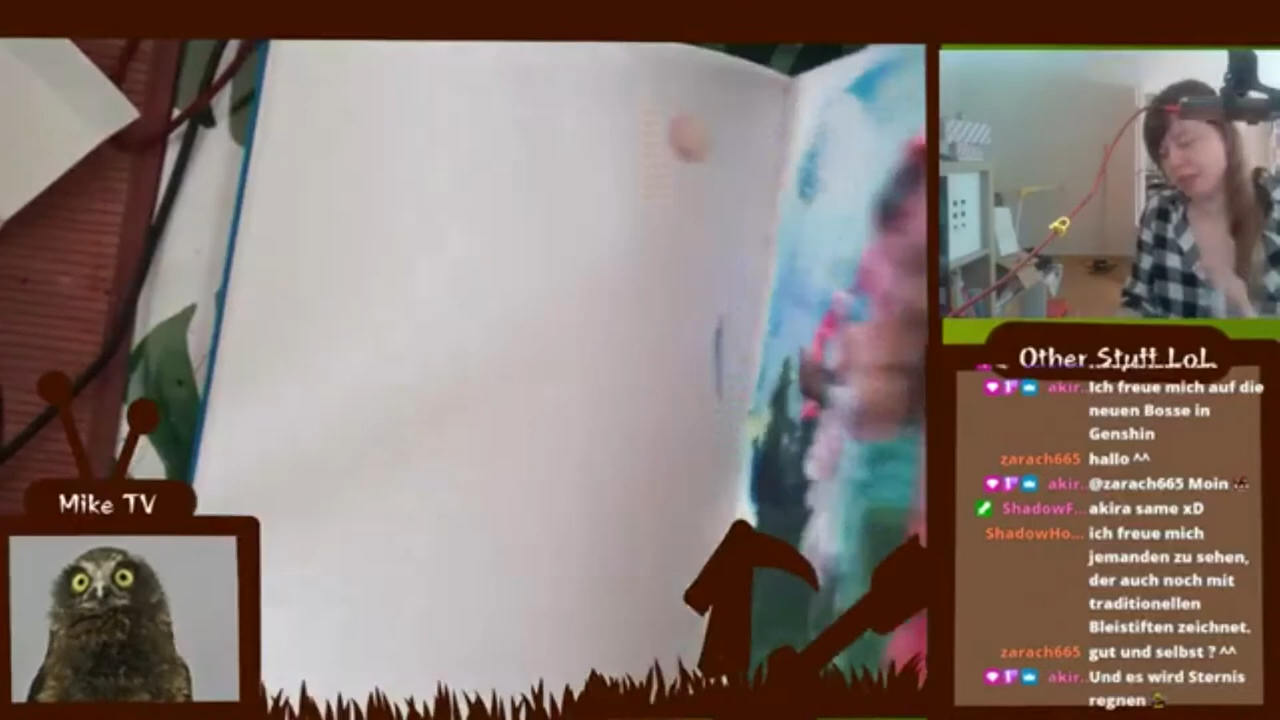 Other Stuff LoL
akir.. Ich freue mich auf die
neuen Bosse in
Genshin
zarach665 hallo ^^
akir.. @zarach665 Moin
ShadowF... akira same xD
ShadowHo... ich freue mich
jemanden zu sehen,
der auch noch mit
traditionellen
Bleistiften zeichnet.
zarach665 gut und selbst ? ^^
akir.. Und es wird Sternis
regnen
Mike TV